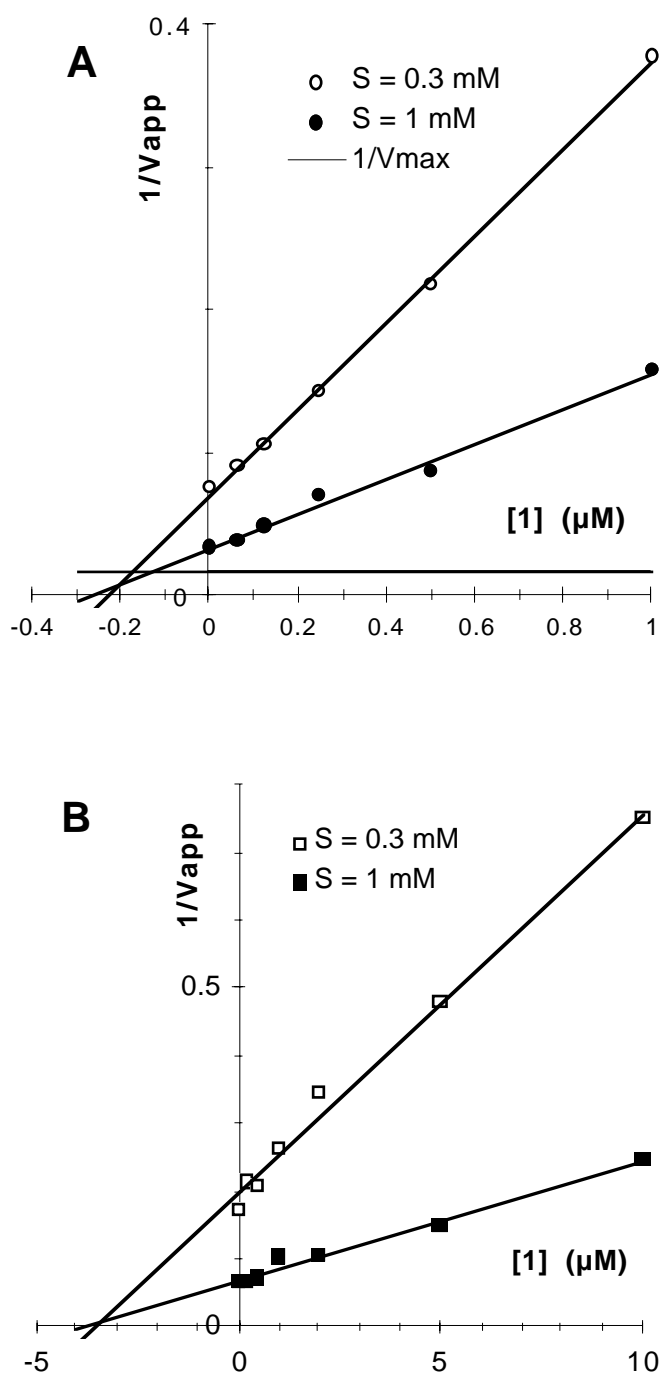 A
0.4
S = 0.3 mM
S = 1 mM
1/Vmax
1/Vapp
[1] (µM)
0
-0.4 -0.2 0 0.2 0.4 0.6 0.8 1
B
S = 0.3 mM
S = 1 mM
1/Vapp
0.5
[1] (µM)
0
-5 0 5 10